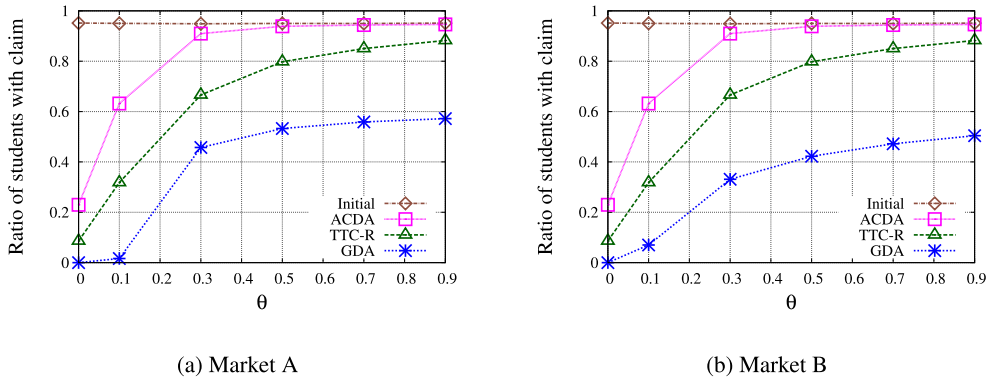 Ratio of students with claim
1
0.8
0.6
0.4
0.2
0
0 0.1 0.2 0.3 0.4 0.5 0.6 0.7 0.8 0.9
θ
Initial
ACDA
TTC-R
GDA
(a) Market A
Ratio of students with claim
1
0.8
0.6
0.4
0.2
0
0 0.1 0.2 0.3 0.4 0.5 0.6 0.7 0.8 0.9
θ
Initial
ACDA
TTC-R
GDA
(b) Market B